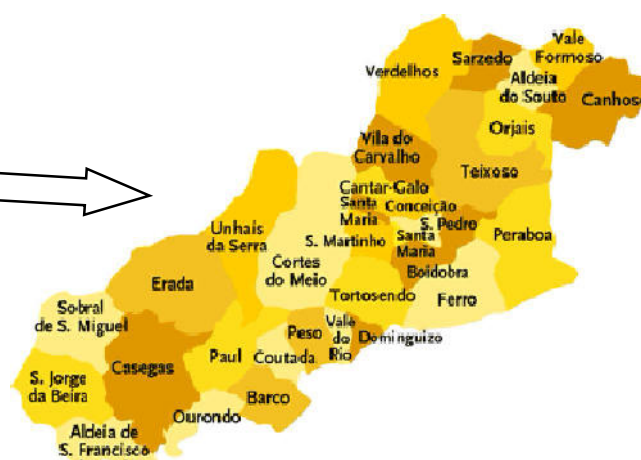 Vale
Formoso
Sarzedo
Verdelhos
Aldeia
do Souto
Canhoso
Orjais
Vila do
Carvalho
Teixoso
Cantar-Galo
Santa
Maria
Conceição
S. Pedro
Unhais
da Serra
S. Martinho
Santa
Maria
Peraboa
Boidobra
Cortes
do Meio
Erada
Tortosendo
Ferro
Sobral
de S. Miguel
Peso
Vale
do
Rio
Dominguizo
Casegas
Paul
Coutada
S. Jorge
da Beira
Barco
Ourondo
Aldeia de
S. Francisco